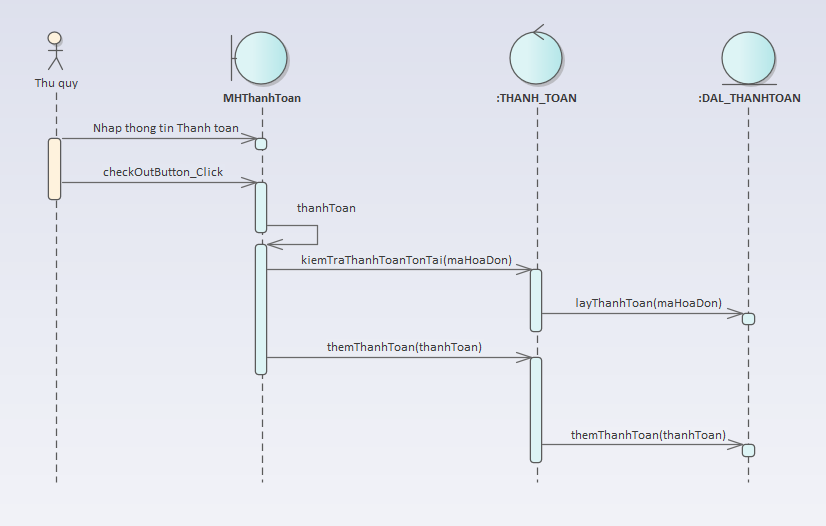 Thu quy
MHThanhToan
:THANH_TOAN
:DAL_THANHTOAN
Nhap thong tin Thanh toan
checkOutButton_Click
thanhToan
kiemTraThanhToanTonTai(maHoaDon)
layThanhToan(maHoaDon)
themThanhToan(thanhToan)
themThanhToan(thanhToan)